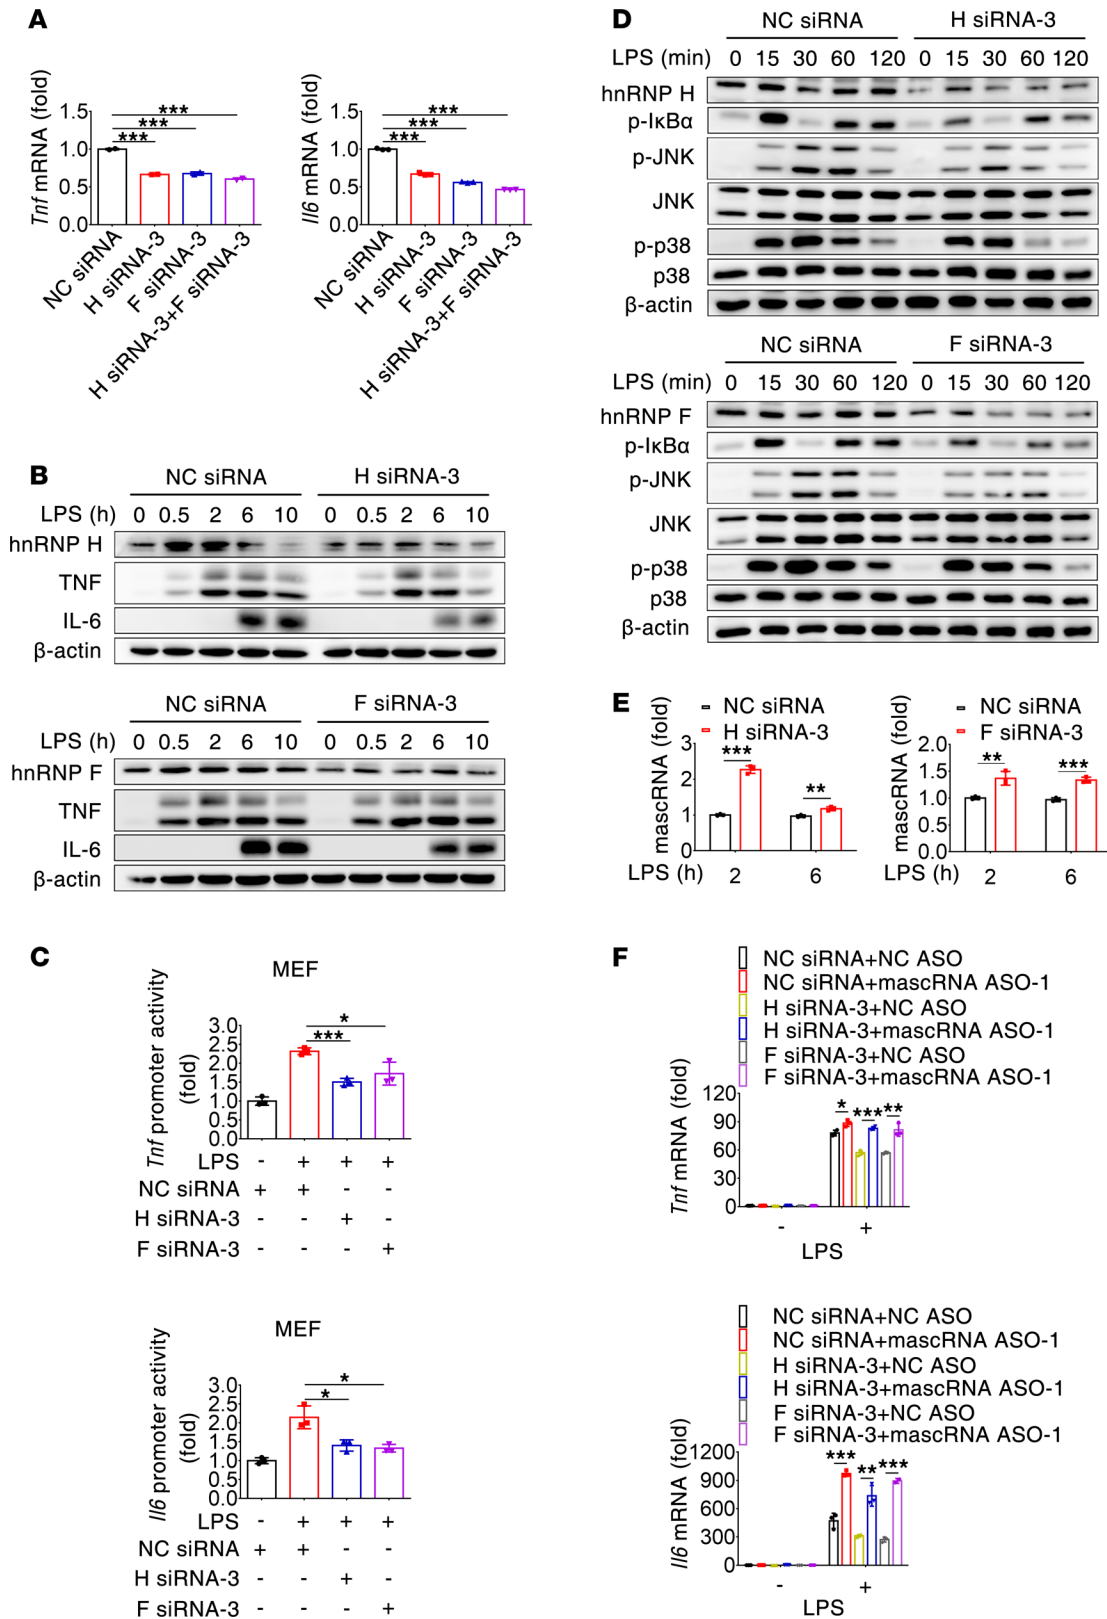 A
Tnf mRNA (fold)
1.5
1.0
0.5
0.0
***
***
***
NC siRNA
H siRNA-3
F siRNA-3
H siRNA-3+F siRNA-3
Il6 mRNA (fold)
1.5
1.0
0.5
0.0
***
***
***
NC siRNA
H siRNA-3
F siRNA-3
H siRNA-3+F siRNA-3
B
NC siRNA H siRNA-3
LPS (h) 0 0.5 2 6 10 0 0.5 2 6 10
hnRNP H
TNF
IL-6
β-actin
NC siRNA F siRNA-3
LPS (h) 0 0.5 2 6 10 0 0.5 2 6 10
hnRNP F
TNF
IL-6
β-actin
C
MEF
Tnf promoter activity
(fold)
3.0
2.5
2.0
1.5
1.0
0.5
0.0
*
***
LPS - + + +
NC siRNA + + - -
H siRNA-3 - - + -
F siRNA-3 - - - +
MEF
Il6 promoter activity
(fold)
3.0
2.5
2.0
1.5
1.0
0.5
0.0
*
*
LPS - + + +
NC siRNA + + - -
H siRNA-3 - - + -
F siRNA-3 - - - +
D
NC siRNA H siRNA-3
LPS (min) 0 15 30 60 120 0 15 30 60 120
hnRNP H
p-IκBα
p-JNK
JNK
p-p38
p38
β-actin
NC siRNA F siRNA-3
LPS (min) 0 15 30 60 120 0 15 30 60 120
hnRNP F
p-IκBα
p-JNK
JNK
p-p38
p38
β-actin
E
NC siRNA
H siRNA-3
mascRNA (fold)
3
2
1
0
***
**
LPS (h) 2 6
NC siRNA
F siRNA-3
mascRNA (fold)
2.0
1.5
1.0
0.5
0.0
**
***
LPS (h) 2 6
F
NC siRNA+NC ASO
NC siRNA+mascRNA ASO-1
H siRNA-3+NC ASO
H siRNA-3+mascRNA ASO-1
F siRNA-3+NC ASO
F siRNA-3+mascRNA ASO-1
Tnf mRNA (fold)
120
90
60
30
0
* *** **
- +
LPS
NC siRNA+NC ASO
NC siRNA+mascRNA ASO-1
H siRNA-3+NC ASO
H siRNA-3+mascRNA ASO-1
F siRNA-3+NC ASO
F siRNA-3+mascRNA ASO-1
Il6 mRNA (fold)
1200
900
600
300
0
*** ** ***
- +
LPS